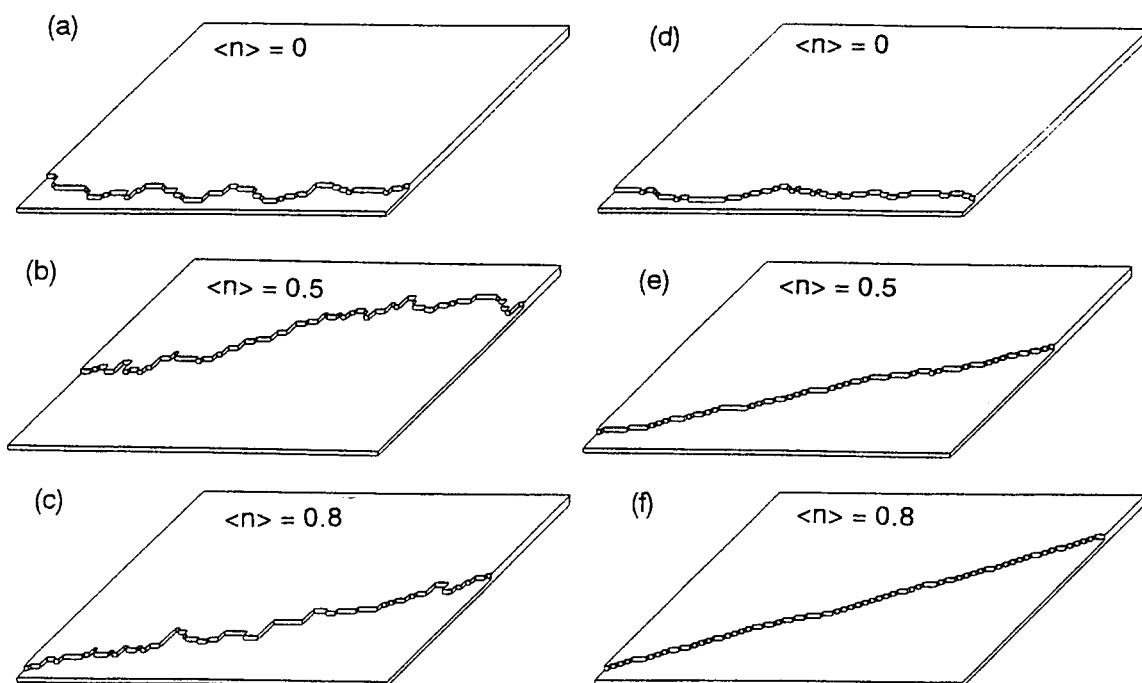 (a)
<n> = 0
(b)
<n> = 0.5
(c)
<n> = 0.8
(d)
<n> = 0
(e)
<n> = 0.5
(f)
<n> = 0.8